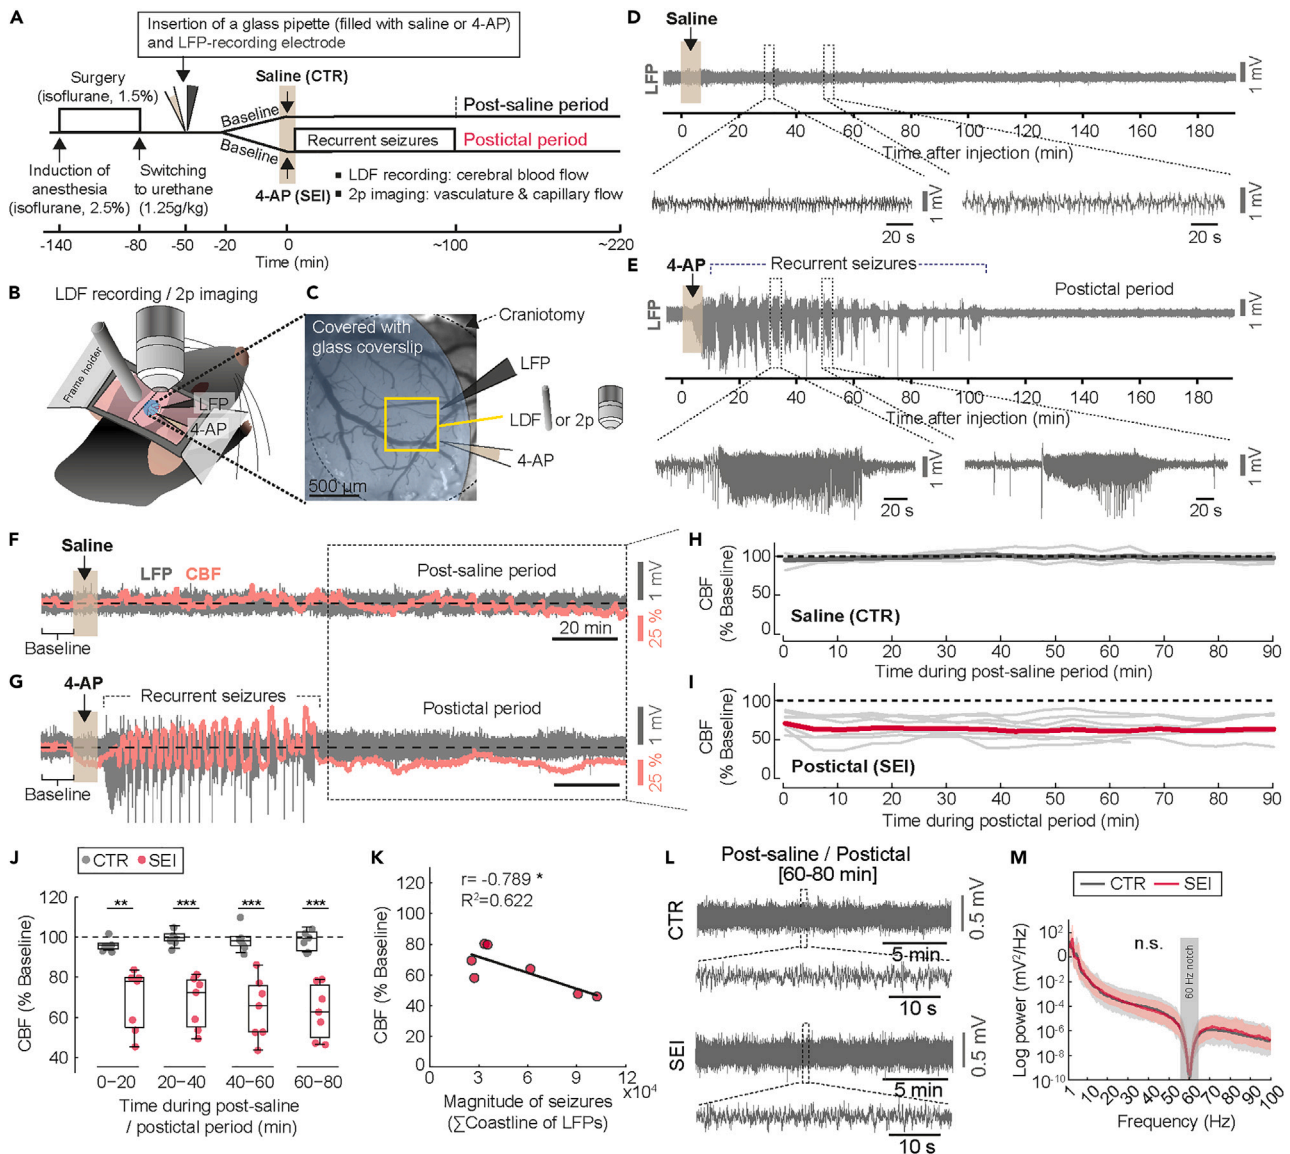 A
Insertion of a glass pipette (filled with saline or 4-AP)
and LFP-recording electrode
Surgery
(isoflurane, 1.5%)
Saline (CTR)
Baseline
Post-saline period
Recurrent seizures
Postictal period
Baseline
Induction of
anesthesia
(isoflurane, 2.5%)
Switching
to urethane
(1.25g/kg)
4-AP (SEI)
■ LDF recording: cerebral blood flow
■ 2p imaging: vasculature & capillary flow
-140 -80 -50 -20 0 ~100 ~220
Time (min)
B
LDF recording / 2p imaging
Frame holder
LFP
4-AP
C
Covered with
glass coverslip
Craniotomy
LFP
LDF or 2p
4-AP
500 µm
D
Saline
LFP
1 mV
0 20 40 60 80 100 120 140 160 180
Time after injection (min)
1 mV
20 s
1 mV
20 s
E
4-AP
Recurrent seizures
Postictal period
LFP
1 mV
0 20 40 60 80 100 120 140 160 180
Time after injection (min)
1 mV
20 s
1 mV
20 s
F
Saline
LFP CBF
Post-saline period
1 mV
25 %
20 min
Baseline
G
4-AP
Recurrent seizures
Postictal period
1 mV
25 %
Baseline
H
CBF
(% Baseline)
100
50
0
Saline (CTR)
0 10 20 30 40 50 60 70 80 90
Time during post-saline period (min)
I
CBF
(% Baseline)
100
50
0
Postictal (SEI)
0 10 20 30 40 50 60 70 80 90
Time during postictal period (min)
J
CTR SEI
CBF (% Baseline)
120
100
80
60
40
** *** *** ***
0–20 20–40 40–60 60–80
Time during post-saline
/ postictal period (min)
K
r= -0.789 *
R²=0.622
CBF (% Baseline)
120
100
80
60
40
20
0
0 3 6 9 12
x10⁴
Magnitude of seizures
(∑Coastline of LFPs)
L
Post-saline / Postictal
[60-80 min]
CTR
0.5 mV
5 min
10 s
SEI
0.5 mV
5 min
10 s
M
CTR SEI
n.s.
60 Hz notch
Log power (mV²/Hz)
10²
0
10⁻²
10⁻⁴
10⁻⁶
10⁻⁸
10⁻¹⁰
1 10 20 30 40 50 60 70 80 90 100
Frequency (Hz)